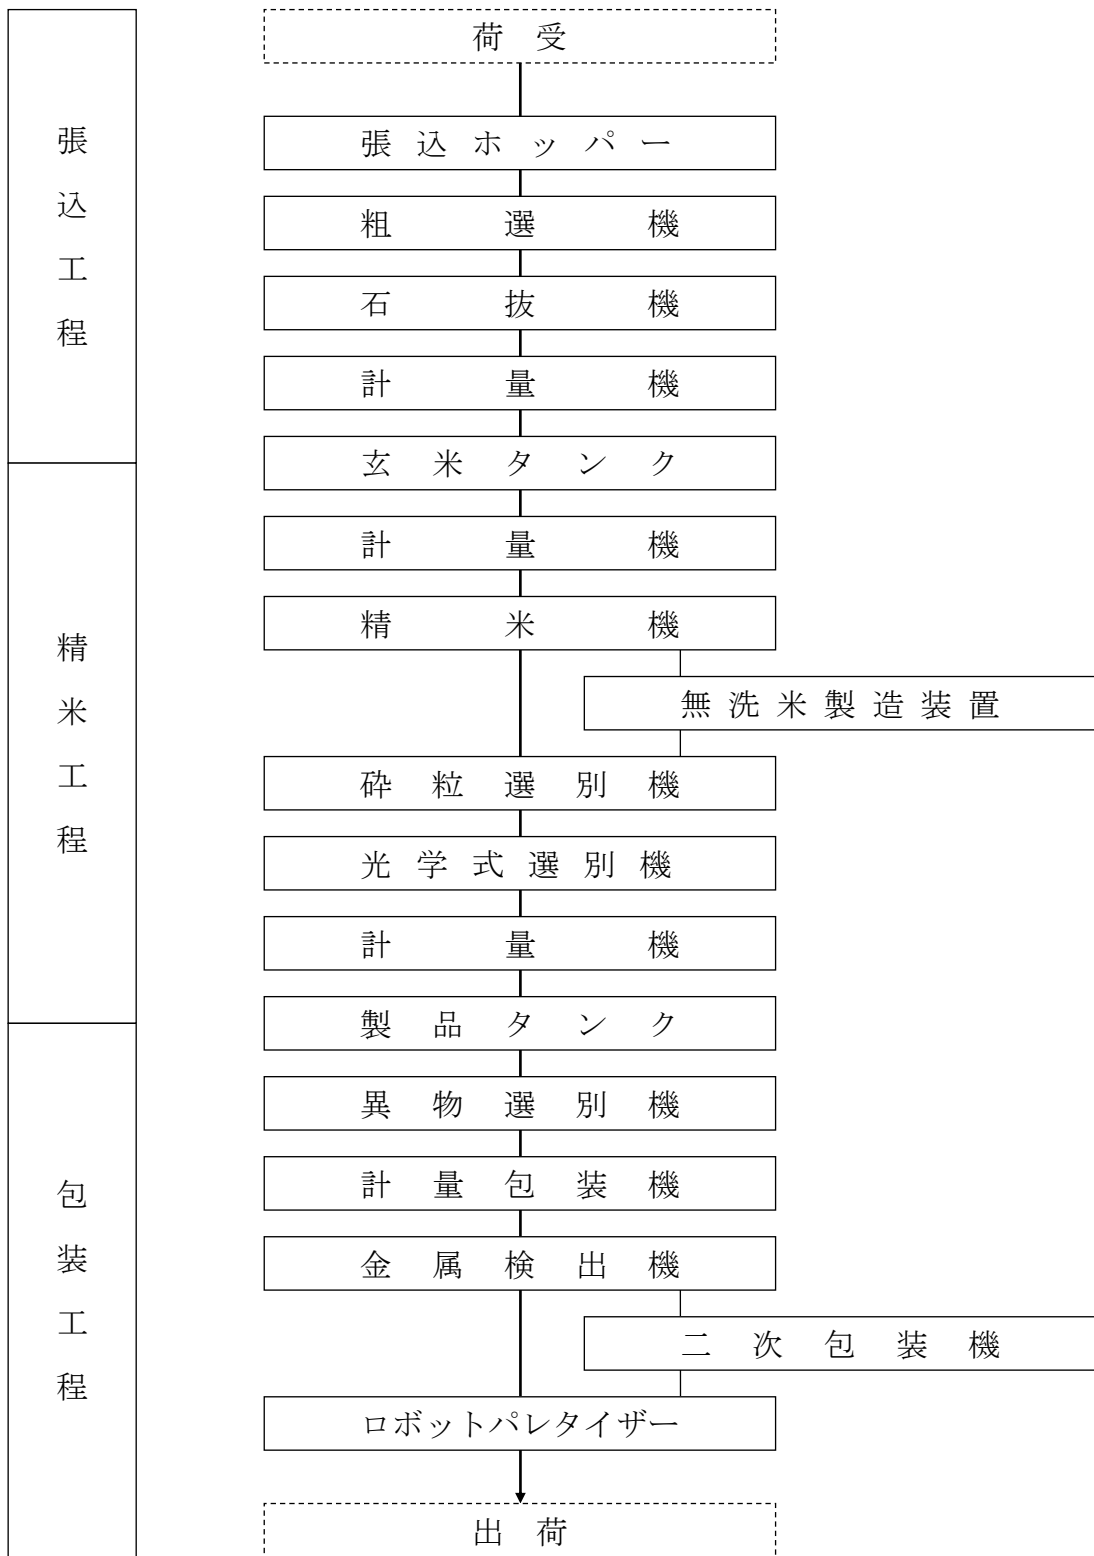 荷受
張込工程
張込ホッパー
粗選機
石抜機
計量機
玄米タンク
精米工程
計量機
精米機
無洗米製造装置
砕粒選別機
光学式選別機
計量機
製品タンク
包装工程
異物選別機
計量包装機
金属検出機
二次包装機
ロボットパレタイザー
出荷